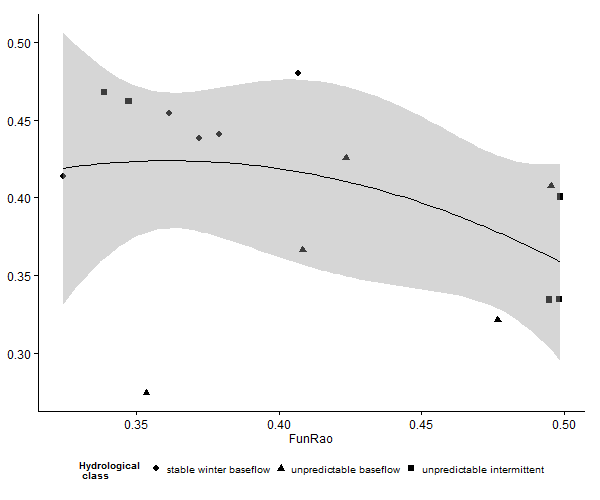 0.50
0.45
0.40
0.35
0.30
0.35 0.40 0.45 0.50
FunRao
Hydrological
class
stable winter baseflow unpredictable baseflow unpredictable intermittent